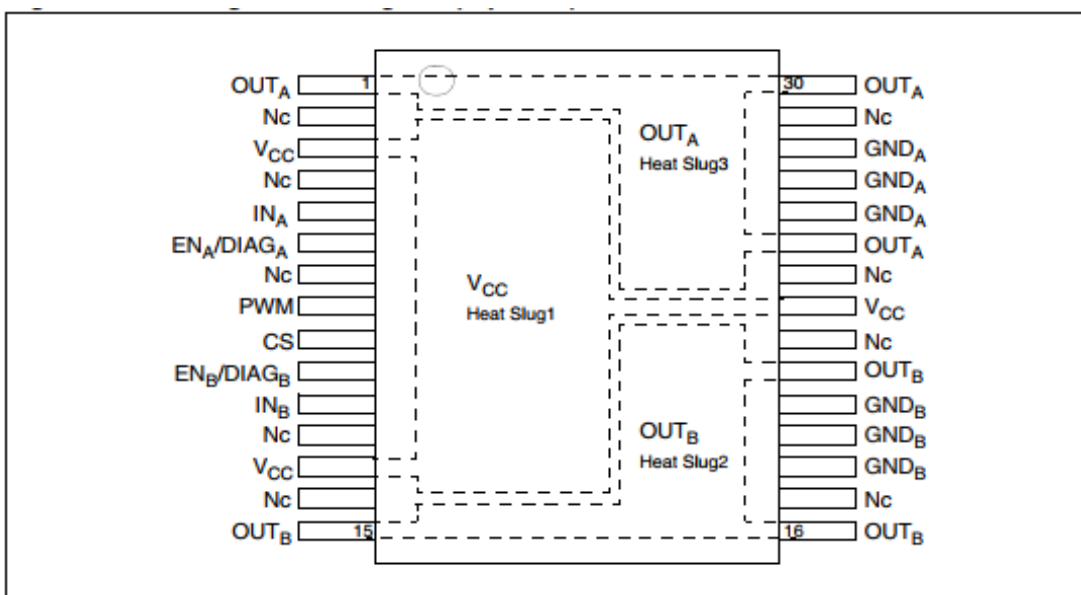 OUTA 1 30 OUTA
Nc Nc
VCC OUTA GNDA
Heat Slug3
Nc GNDA
INA GNDA
ENA/DIAGA OUTA
Nc Nc
VCC
Heat Slug1
PWM VCC
CS Nc
ENB/DIAGB OUTB
INB GNDB
Nc OUTB GNDB
Heat Slug2
VCC GNDB
Nc Nc
OUTB 15 16 OUTB